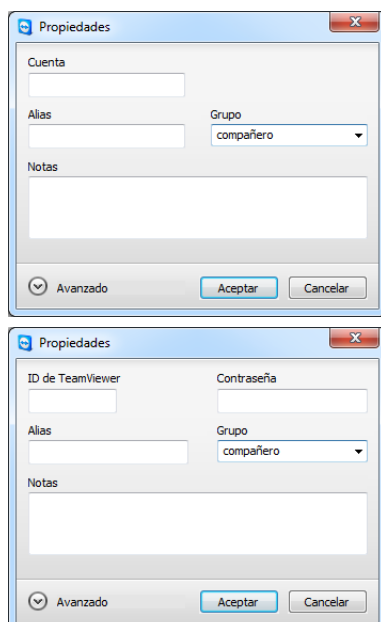 Propiedades
Cuenta
Alias Grupo
compañero
Notas
Avanzado Aceptar Cancelar
Propiedades
ID de TeamViewer Contraseña
Alias Grupo
compañero
Notas
Avanzado Aceptar Cancelar